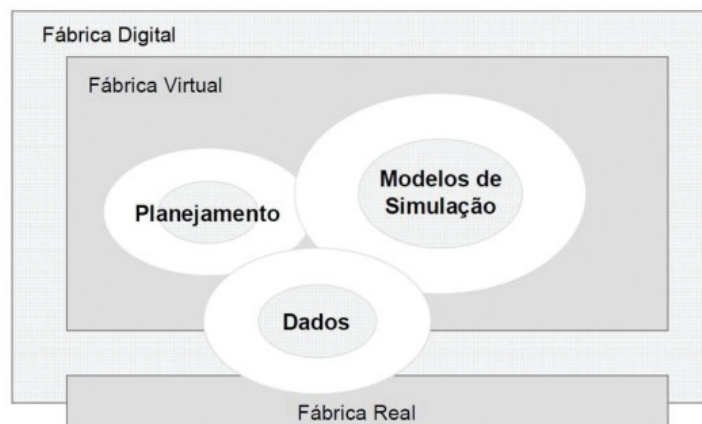 Fábrica Digital
Fábrica Virtual
Modelos de
Simulação
Planejamento
Dados
Fábrica Real